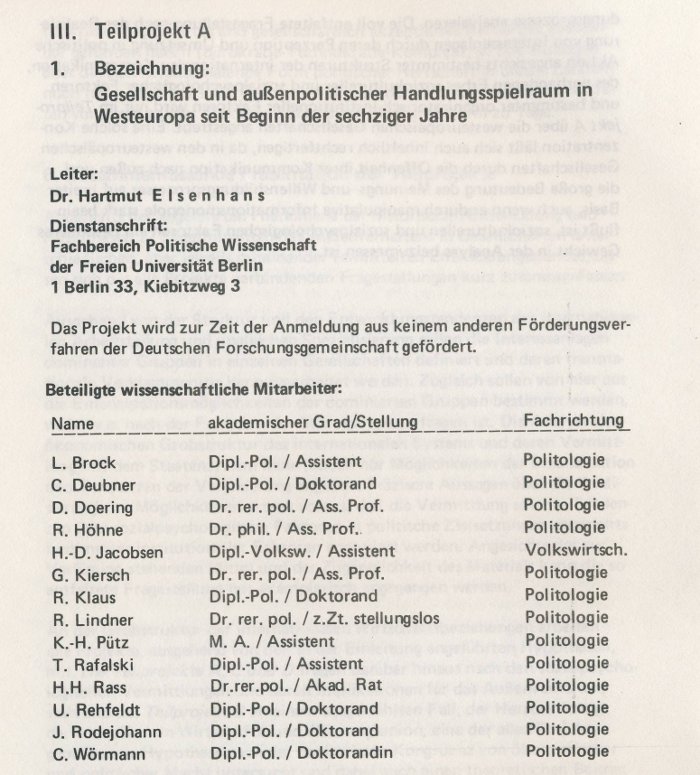 III. Teilprojekt A
1. Bezeichnung:
Gesellschaft und außenpolitischer Handlungsspielraum in
Westeuropa seit Beginn der sechziger Jahre
Leiter:
Dr. Hartmut Elsenhans
Dienstanschrift:
Fachbereich Politische Wissenschaft
der Freien Universität Berlin
1 Berlin 33, Kiebitzweg 3
Das Projekt wird zur Zeit der Anmeldung aus keinem anderen Förderungsver-
fahren der Deutschen Forschungsgemeinschaft gefördert.
Beteiligte wissenschaftliche Mitarbeiter:
Name akademischer Grad/Stellung Fachrichtung
L. Brock Dipl.-Pol. / Assistent Politologie
C. Deubner Dipl.-Pol. / Doktorand Politologie
D. Doering Dr. rer. pol. / Ass. Prof. Politologie
R. Höhne Dr. phil. / Ass. Prof. Politologie
H.-D. Jacobsen Dipl.-Volksw. / Assistent Volkswirtsch.
G. Kiersch Dr. rer. pol. / Ass. Prof. Politologie
R. Klaus Dipl.-Pol. / Doktorand Politologie
R. Lindner Dr. rer. pol. / z.Zt. stellungslos Politologie
K.-H. Pütz M. A. / Assistent Politologie
T. Rafalski Dipl.-Pol. / Assistent Politologie
H.-H. Rass Dr.rer.pol. / Akad. Rat Politologie
U. Rehfeldt Dipl.-Pol. / Doktorand Politologie
J. Rodejohann Dipl.-Pol. / Doktorand Politologie
C. Wörmann Dipl.-Pol. / Doktorandin Politologie